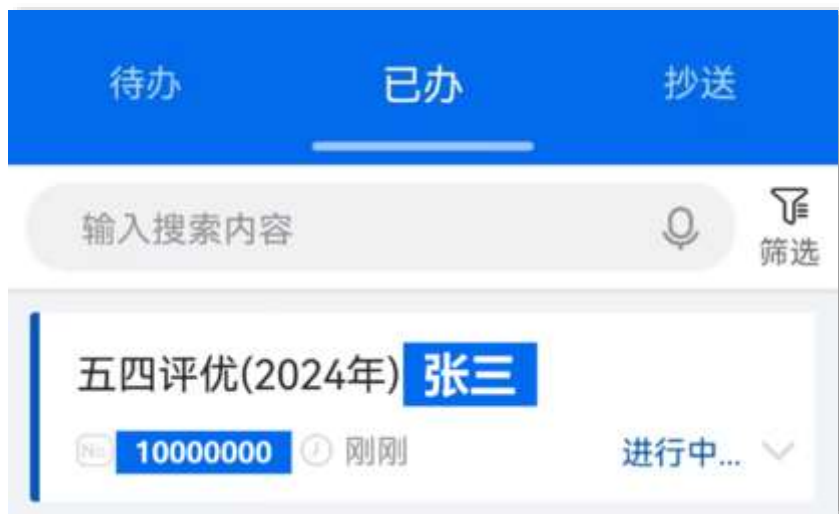 待办 已办 抄送
输入搜索内容
筛选
五四评优(2024年) 张三
No 10000000 刚刚 进行中...